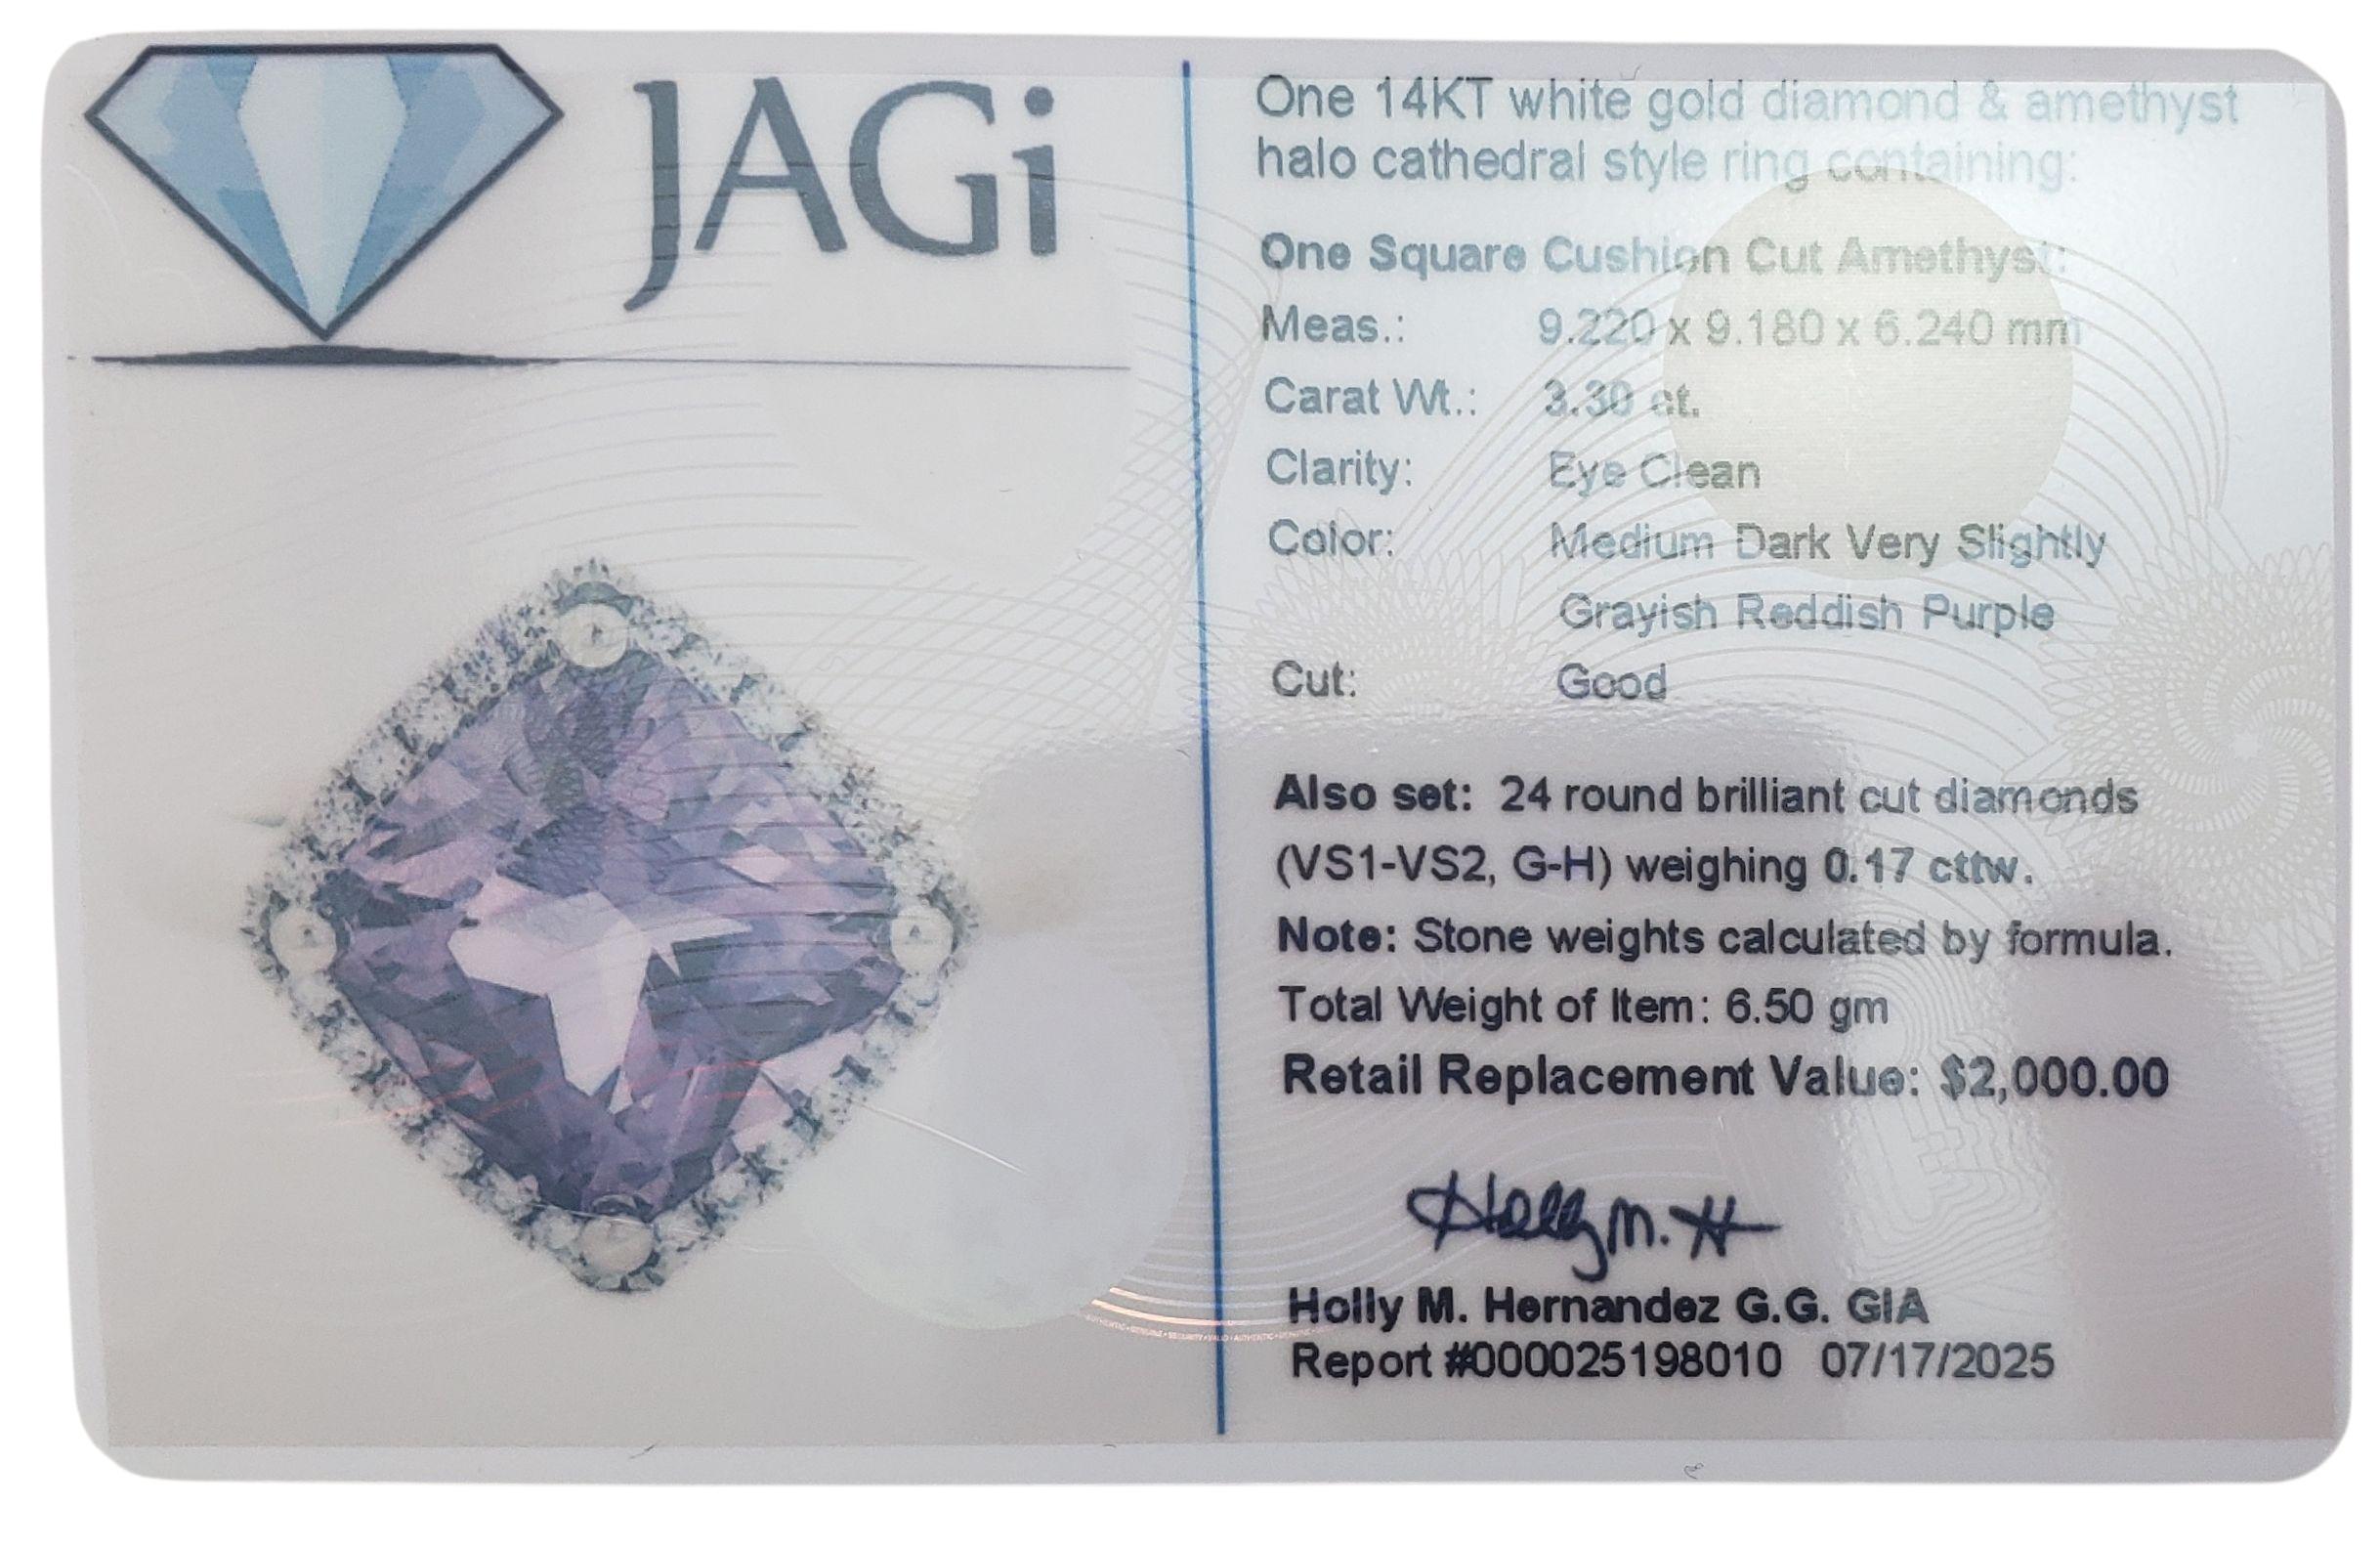 JAGi
One 14KT white gold diamond & amethyst
halo cathedral style ring containing:
One Square Cushion Cut Amethyst:
Meas.: 9.220 x 9.180 x 6.240 mm
Carat Wt.: 3.30 ct.
Clarity: Eye Clean
Color: Medium Dark Very Slightly
Grayish Reddish Purple
Cut: Good
Also set: 24 round brilliant cut diamonds
(VS1-VS2, G-H) weighing 0.17 cttw.
Note: Stone weights calculated by formula.
Total Weight of Item: 6.50 gm
Retail Replacement Value: $2,000.00
Holly M. H
Holly M. Hernandez G.G. GIA
Report #000025198010 07/17/2025